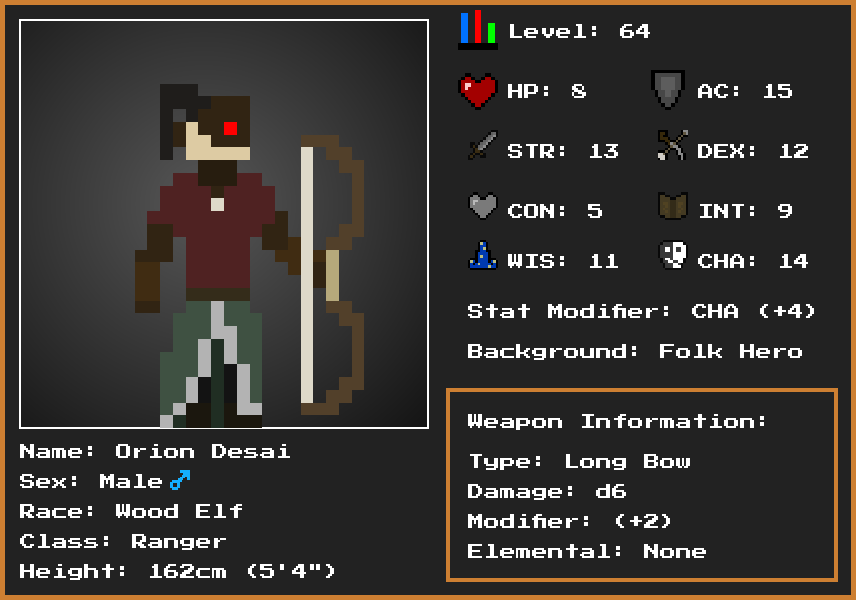 Level: 64
HP: 8
AC: 15
STR: 13
DEX: 12
CON: 5
INT: 9
WIS: 11
CHA: 14
Stat Modifier: CHA (+4)
Background: Folk Hero
Weapon Information:
Type: Long Bow
Damage: d6
Modifier: (+2)
Elemental: None
Name: Orion Desai
Sex: Male ♂
Race: Wood Elf
Class: Ranger
Height: 162cm (5'4")